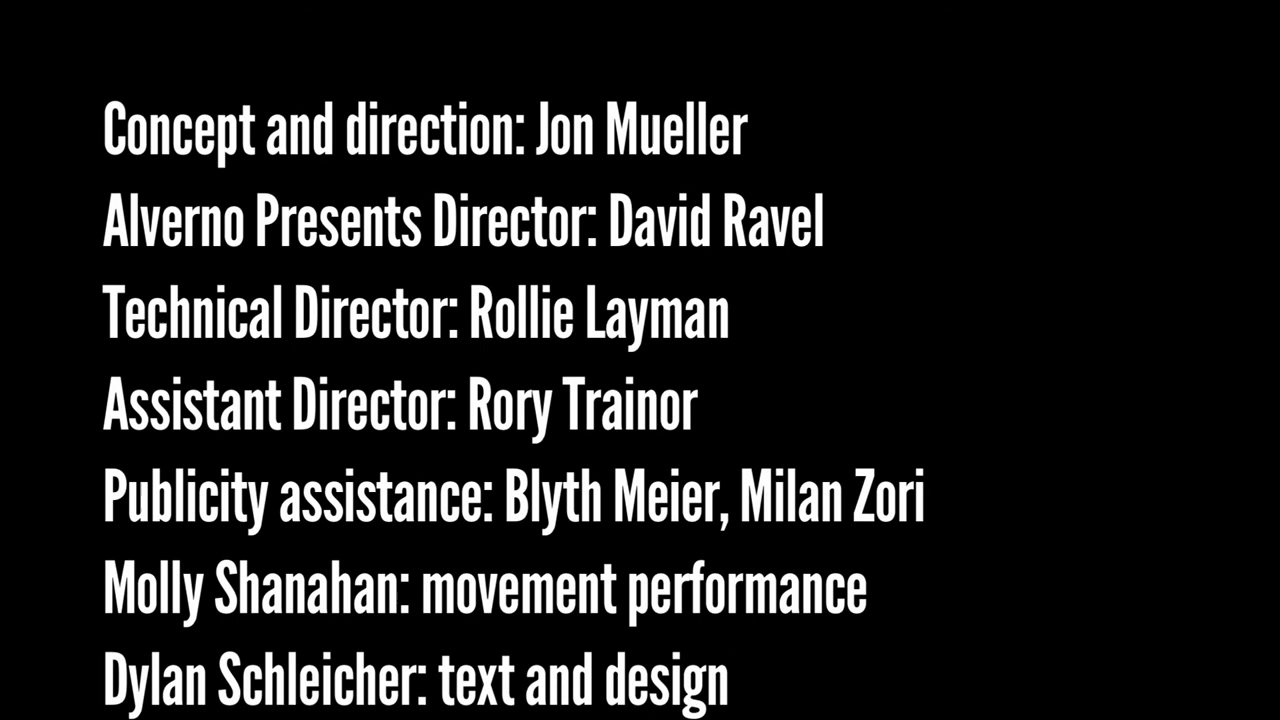 Concept and direction: Jon Mueller
Alverno Presents Director: David Ravel
Technical Director: Rollie Layman
Assistant Director: Rory Trainor
Publicity assistance: Blyth Meier, Milan Zori
Molly Shanahan: movement performance
Dylan Schleicher: text and design